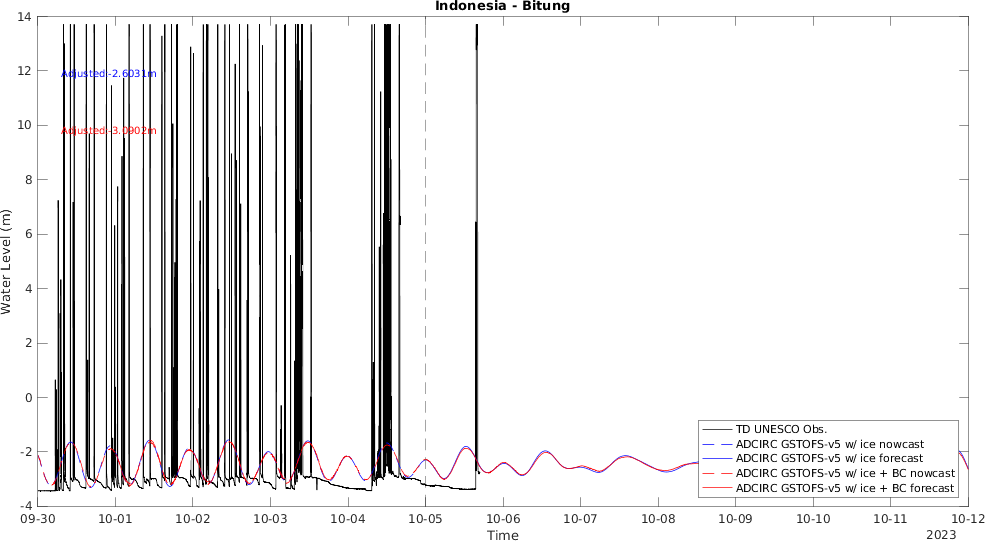 Indonesia - Bitung
Adjusted:-2.6031m
Adjusted:-3.0902m
Water Level (m)
14
12
10
8
6
4
2
0
-2
-4
09-30
10-01
10-02
10-03
10-04
10-05
10-06
10-07
10-08
10-09
10-10
10-11
10-12
Time
2023
TD UNESCO Obs.
ADCIRC GSTOFS-v5 w/ ice nowcast
ADCIRC GSTOFS-v5 w/ ice forecast
ADCIRC GSTOFS-v5 w/ ice + BC nowcast
ADCIRC GSTOFS-v5 w/ ice + BC forecast